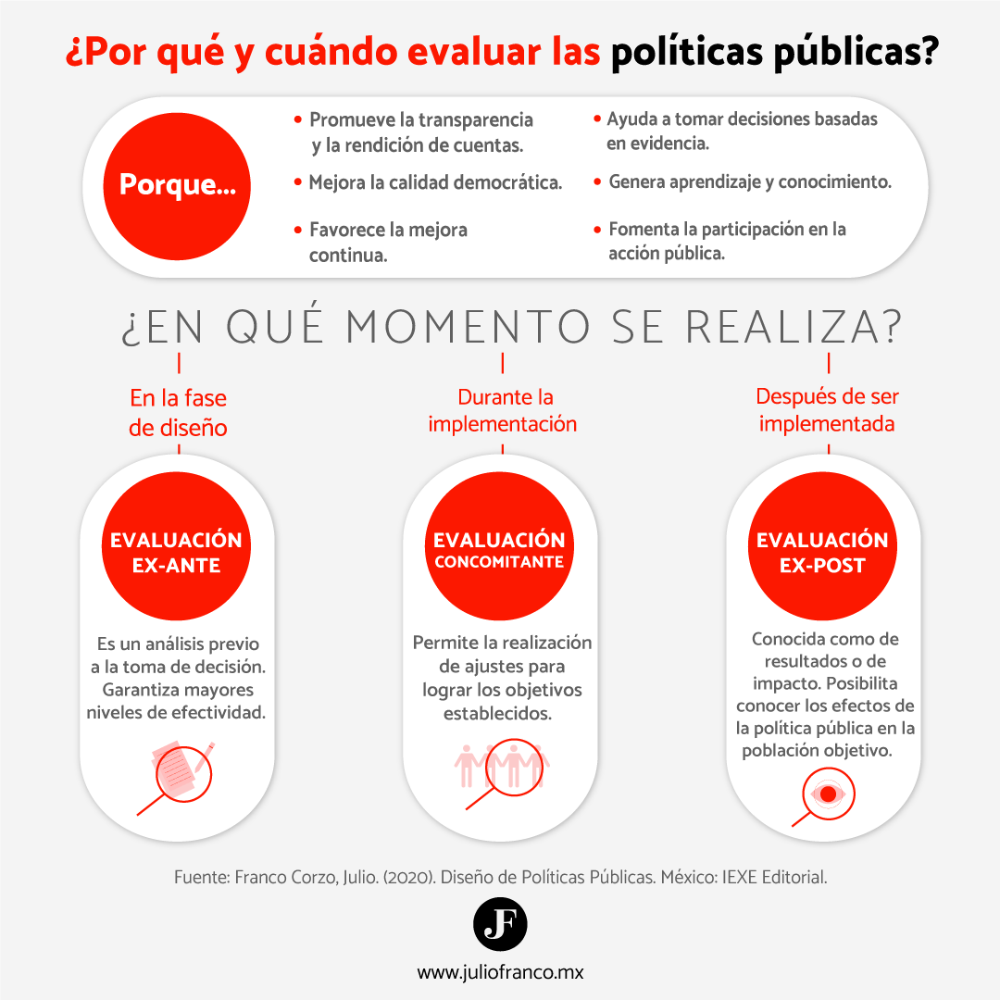 ¿Por qué y cuándo evaluar las políticas públicas?
Porque...
• Promueve la transparencia
y la rendición de cuentas.
• Mejora la calidad democrática.
• Favorece la mejora
continua.
• Ayuda a tomar decisiones basadas
en evidencia.
• Genera aprendizaje y conocimiento.
• Fomenta la participación en la
acción pública.
¿EN QUÉ MOMENTO SE REALIZA?
En la fase
de diseño
EVALUACIÓN
EX-ANTE
Es un análisis previo
a la toma de decisión.
Garantiza mayores
niveles de efectividad.
Durante la
implementación
EVALUACIÓN
CONCOMITANTE
Permite la realización
de ajustes para
lograr los objetivos
establecidos.
Después de ser
implementada
EVALUACIÓN
EX-POST
Conocida como de
resultados o de
impacto. Posibilita
conocer los efectos de
la política pública en la
población objetivo.
Fuente: Franco Corzo, Julio. (2020). Diseño de Políticas Públicas. México: IEXE Editorial.
JF
www.juliofranco.mx